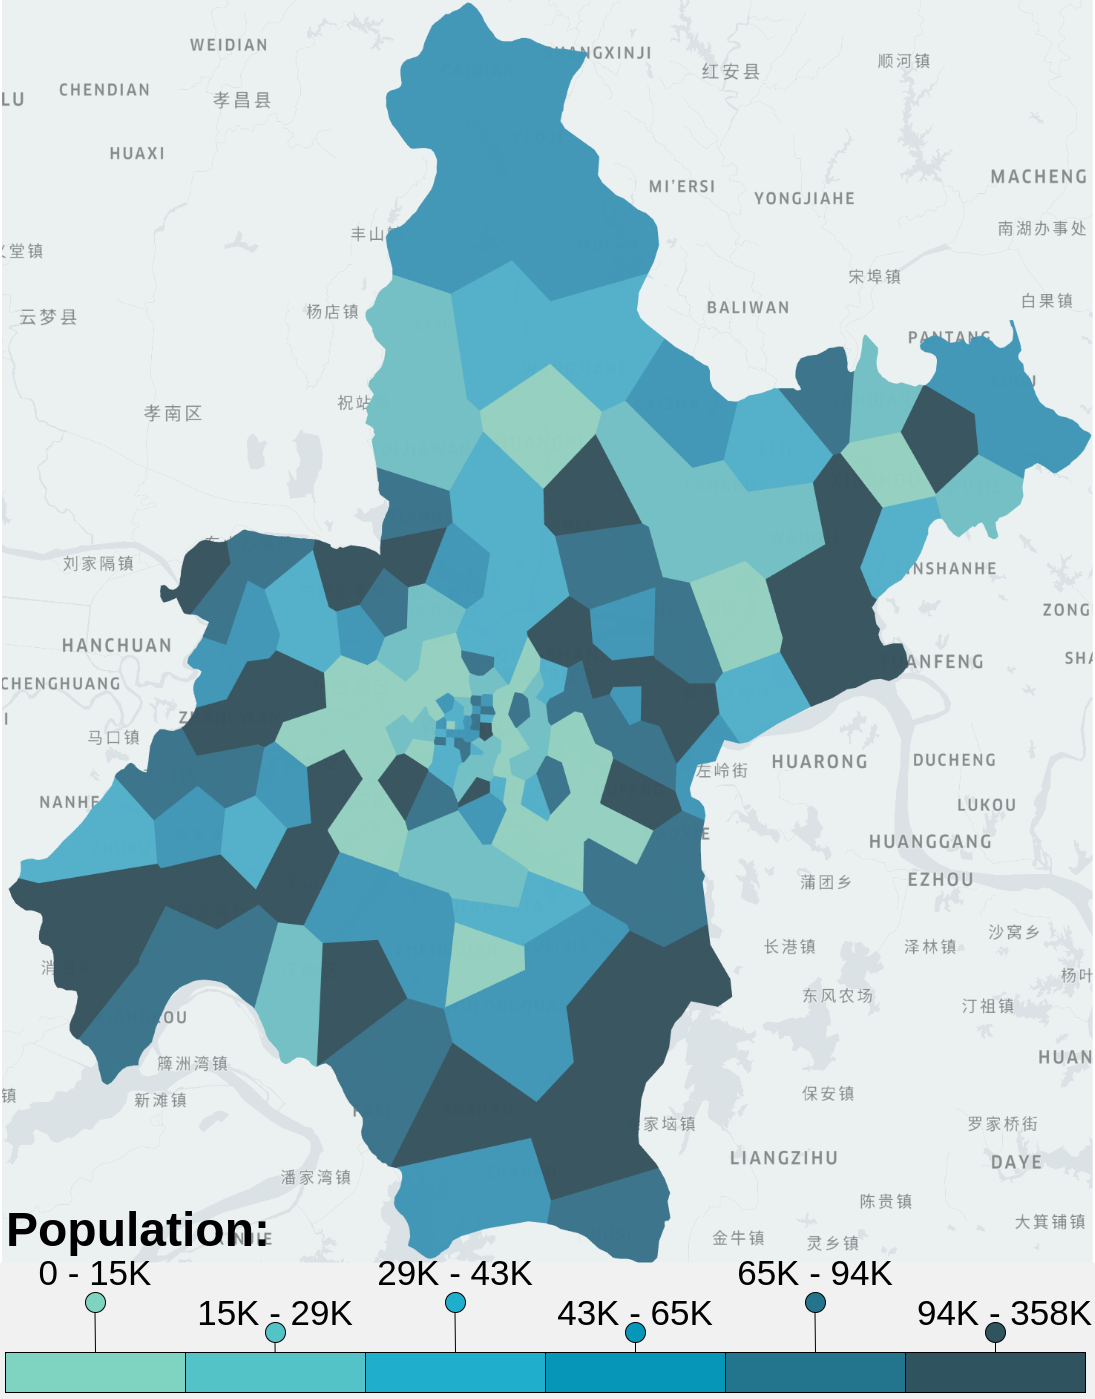 WEIDIAN
顺河镇
红安县
CHENDIAN
孝昌县
LU
HUAXI
MACHENG
MI'ERSI
YONGJIAHE
南湖办事处
丰山
堂镇
宋埠镇
白果镇
杨店镇
BALIWAN
云梦县
PANTANG
祝站
孝南区
刘家隔镇
NSHANHE
ZONG
HANCHUAN
ANFENG
SHA
CHENGHUANG
马口镇
左岭街
HUARONG
DUCHENG
NANHE
LUKOU
HUANGGANG
蒲团乡
EZHOU
沙窝乡
长港镇
泽林镇
杨叶
东风农场
汀祖镇
OU
簰洲湾镇
HUAN
镇
新滩镇
保安镇
家垴镇
罗家桥街
LIANGZIHU
DAYE
潘家湾镇
陈贵镇
大箕铺镇
金牛镇
灵乡镇
Population:
0 - 15K
29K - 43K
65K - 94K
15K - 29K
43K - 65K
94K - 358K